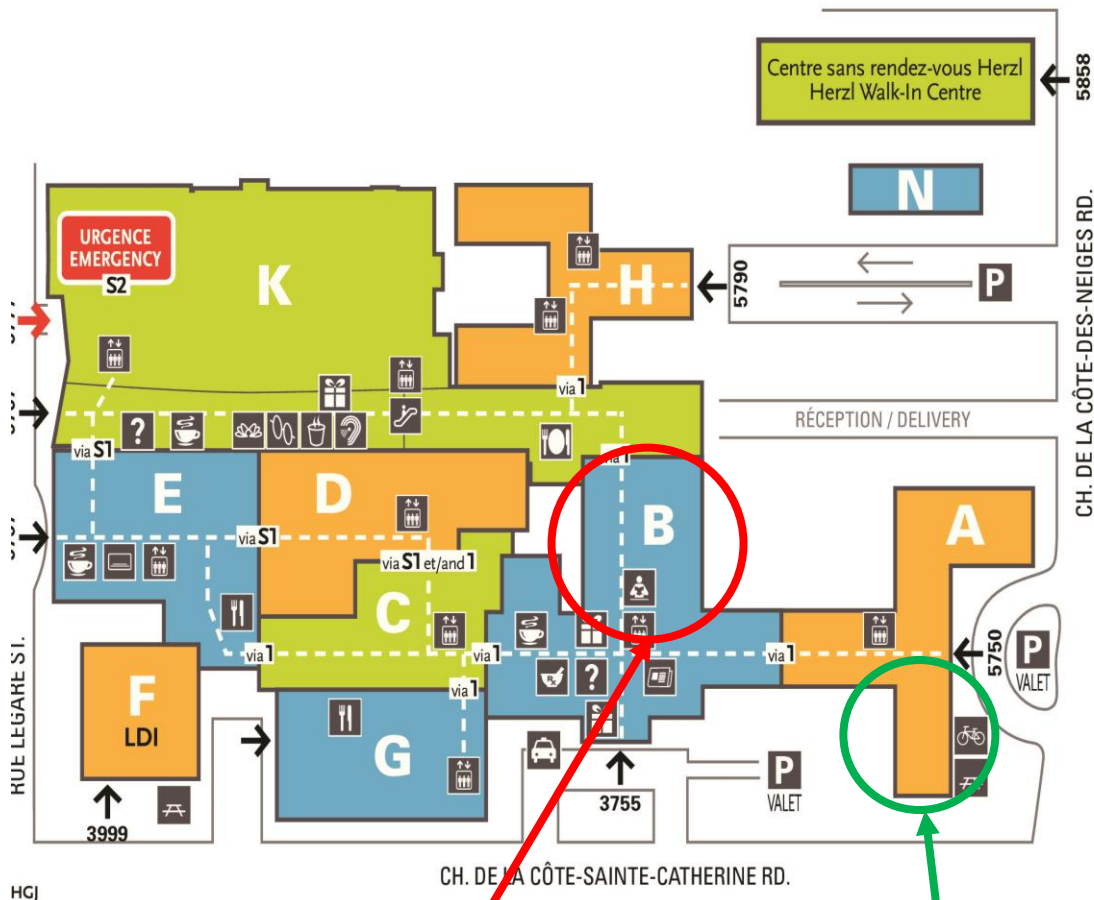 Centre sans rendez-vous Herzl
Herzl Walk-In Centre
5858
N
CH. DE LA CÔTE-DES-NEIGES RD.
URGENCE
EMERGENCY
S2
K
H
5790
P
via 1
RÉCEPTION / DELIVERY
?
via S1
E
D
B
A
via S1
via S1 et/and 1
C
via 1
via 1
via 1
5750
P
VALET
RUE LÉGARÉ ST.
F
LDI
via 1
?
G
3999
3755
P
VALET
CH. DE LA CÔTE-SAINTE-CATHERINE RD.
HGJ